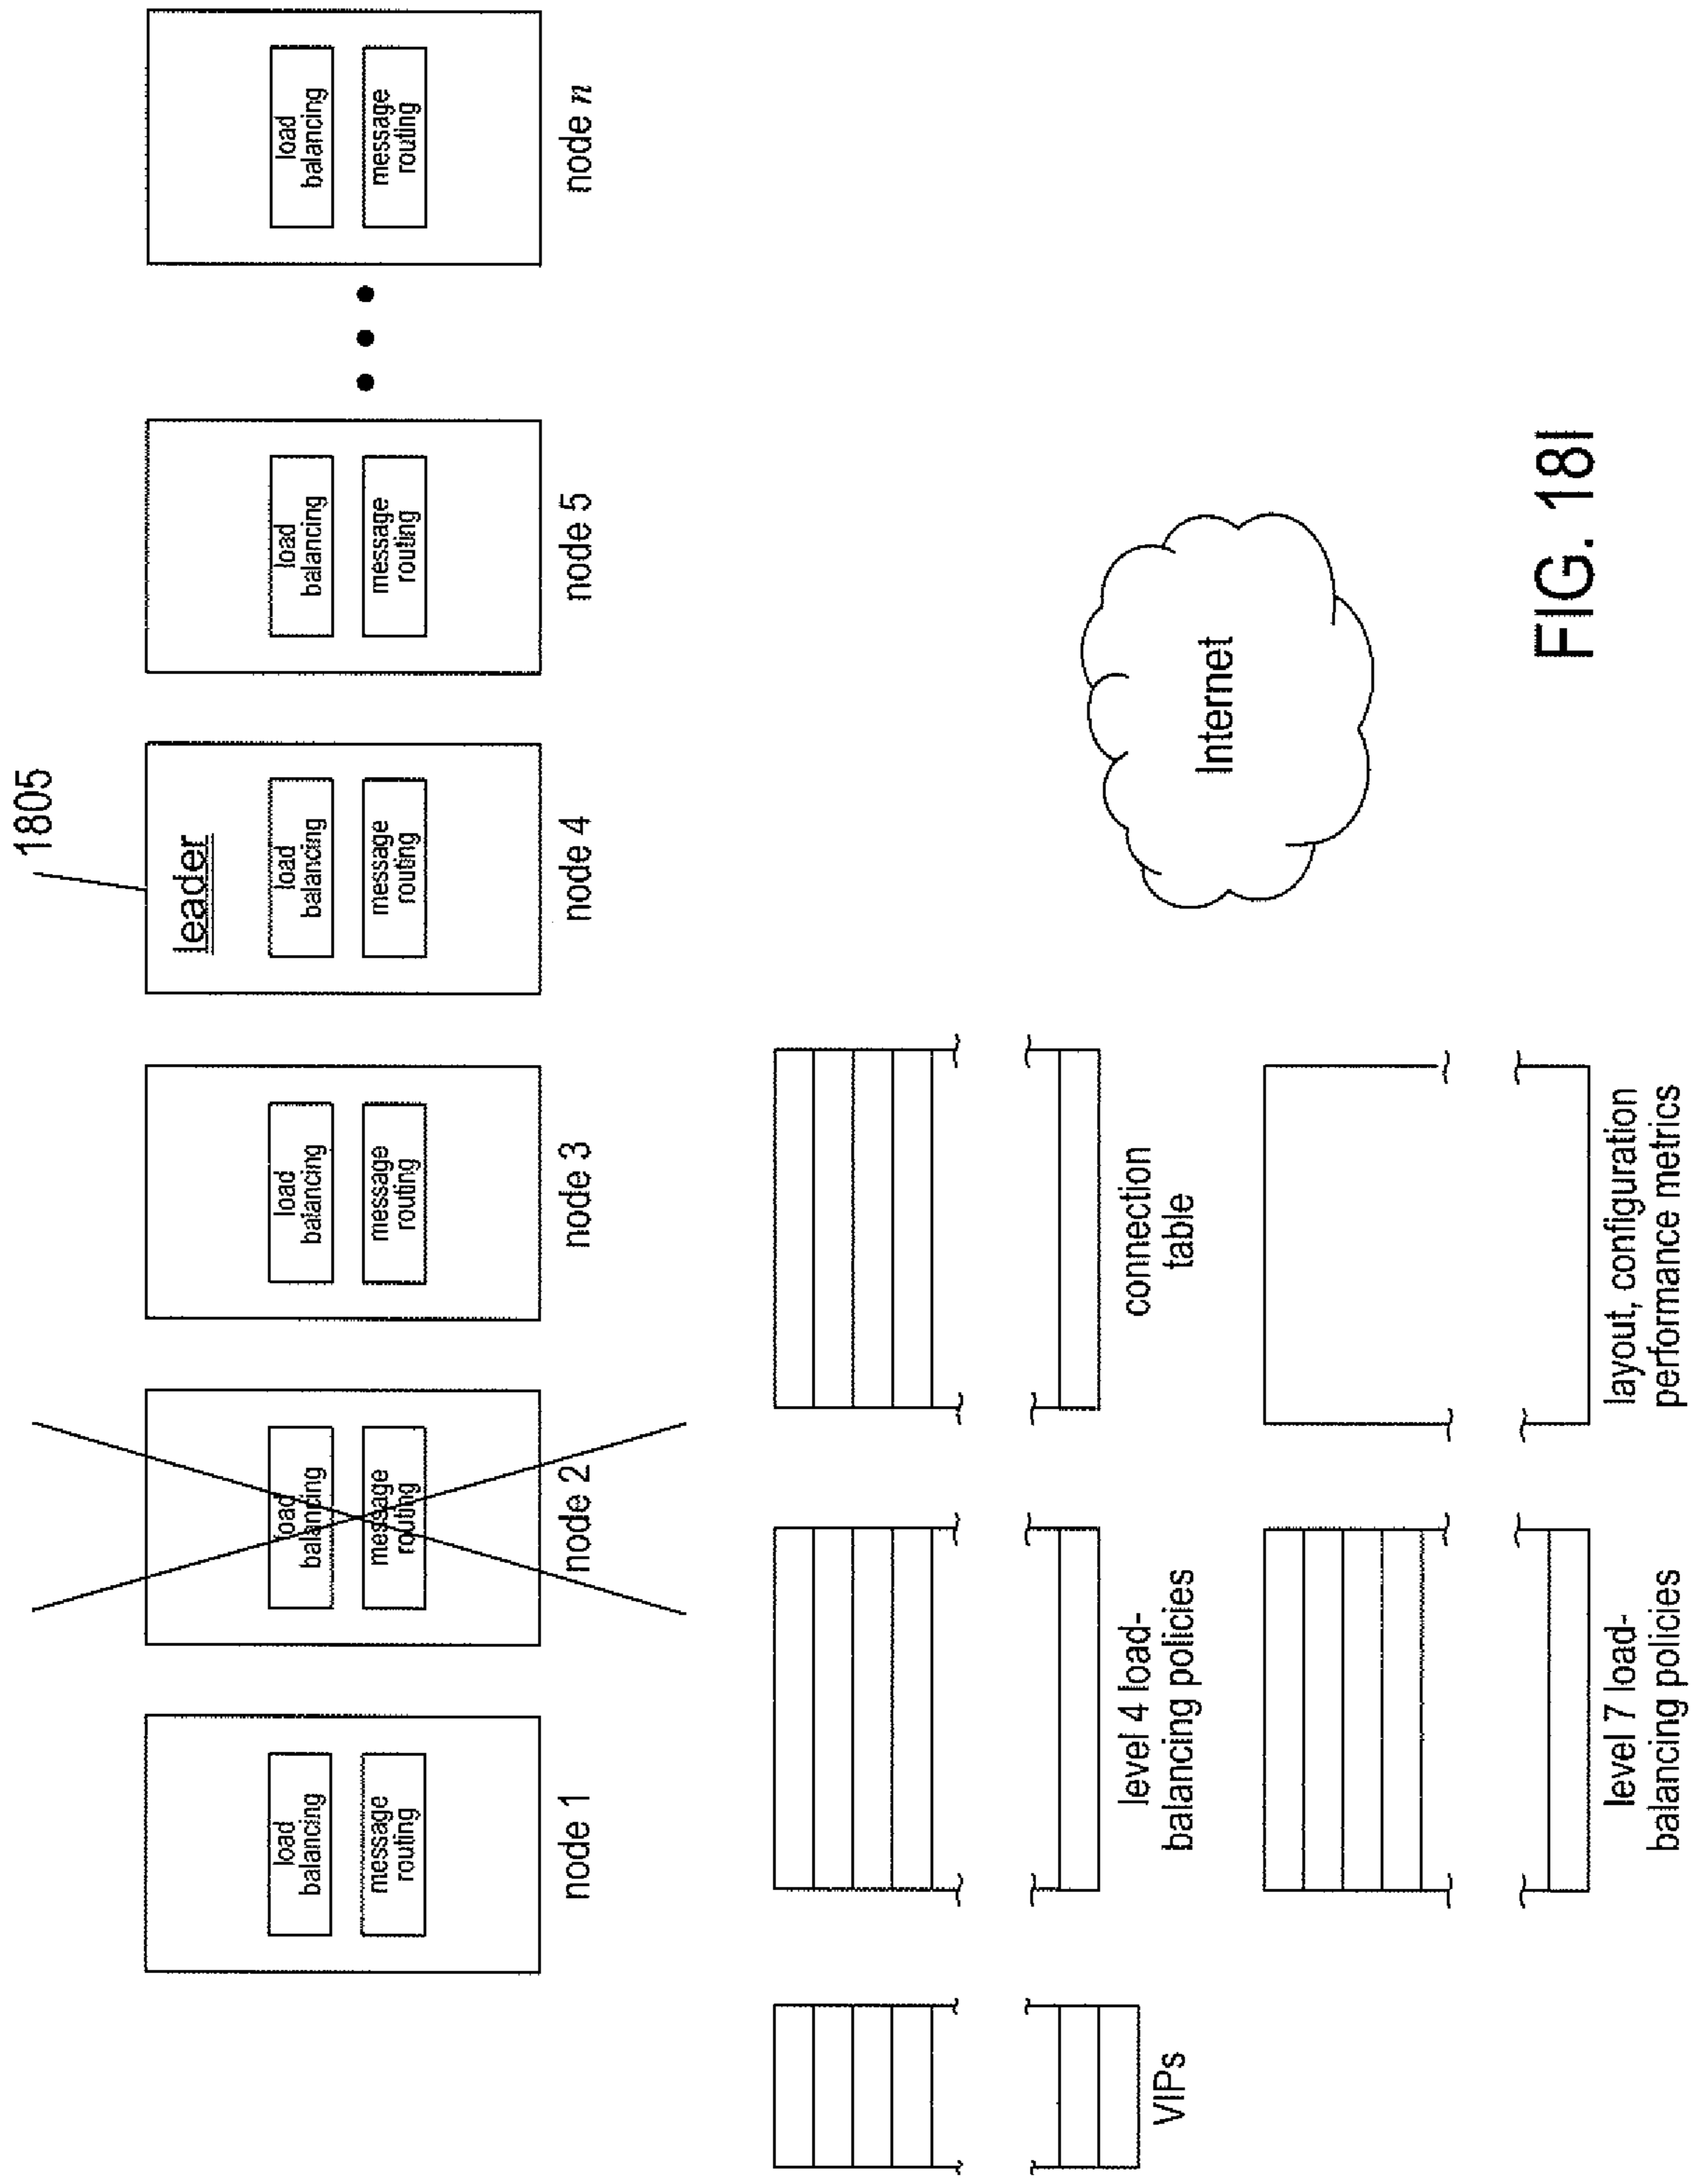 1805
leader
load
balancing
message
routing
node 1
load
balancing
message
routing
node 2
load
balancing
message
routing
node 3
load
balancing
message
routing
node 4
load
balancing
message
routing
node 5
load
balancing
message
routing
node n
VIPs
level 4 load-
balancing policies
connection
table
level 7 load-
balancing policies
layout, configuration
performance metrics
Internet
FIG. 18I